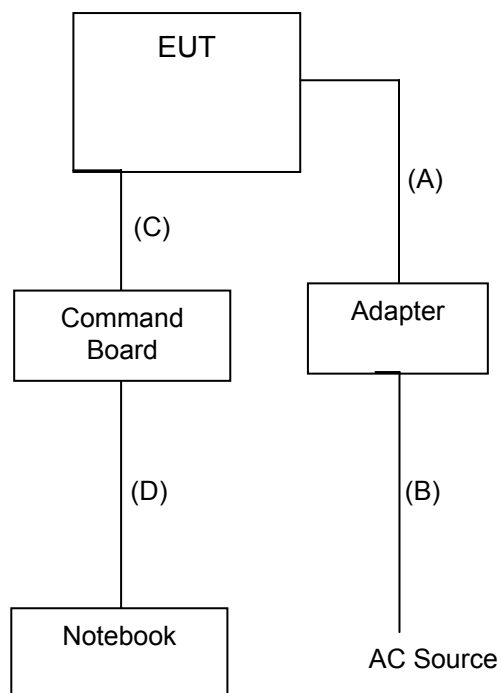 EUT
(A)
(C)
Command
Board
Adapter
(D)
(B)
Notebook
AC Source